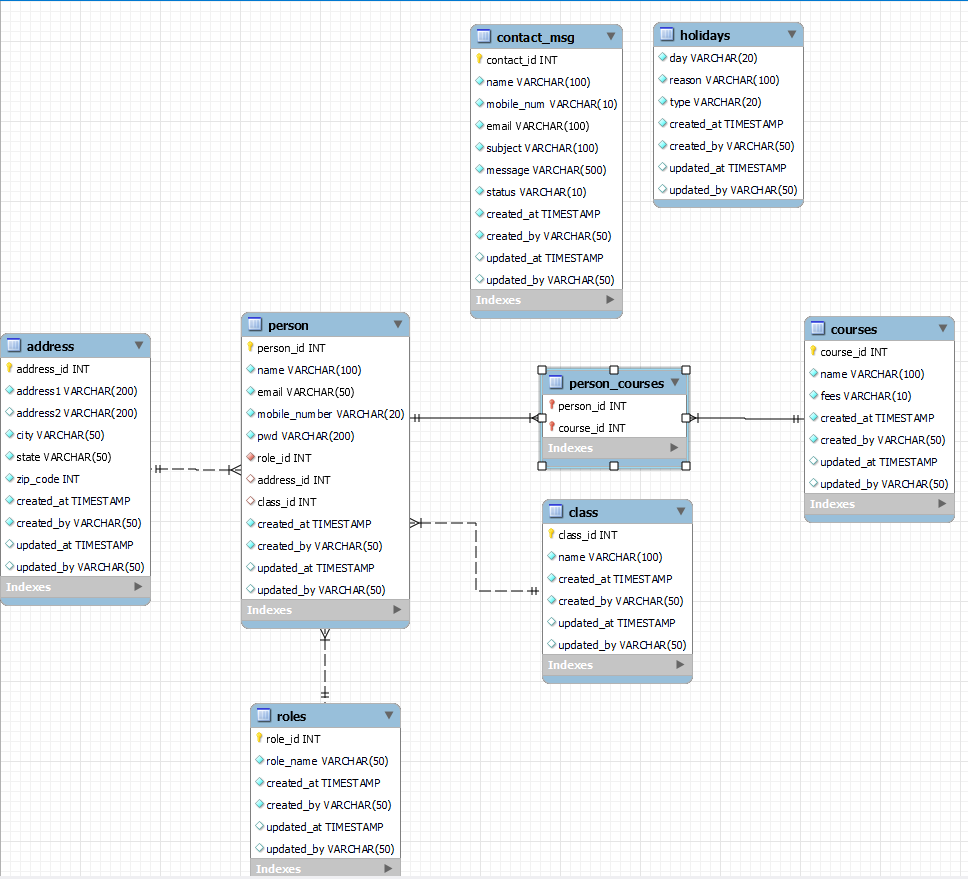 contact_msg
contact_id INT
name VARCHAR(100)
mobile_num VARCHAR(10)
email VARCHAR(100)
subject VARCHAR(100)
message VARCHAR(500)
status VARCHAR(10)
created_at TIMESTAMP
created_by VARCHAR(50)
updated_at TIMESTAMP
updated_by VARCHAR(50)
Indexes
holidays
day VARCHAR(20)
reason VARCHAR(100)
type VARCHAR(20)
created_at TIMESTAMP
created_by VARCHAR(50)
updated_at TIMESTAMP
updated_by VARCHAR(50)
address
address_id INT
address1 VARCHAR(200)
address2 VARCHAR(200)
city VARCHAR(50)
state VARCHAR(50)
zip_code INT
created_at TIMESTAMP
created_by VARCHAR(50)
updated_at TIMESTAMP
updated_by VARCHAR(50)
Indexes
person
person_id INT
name VARCHAR(100)
email VARCHAR(50)
mobile_number VARCHAR(20)
pwd VARCHAR(200)
role_id INT
address_id INT
class_id INT
created_at TIMESTAMP
created_by VARCHAR(50)
updated_at TIMESTAMP
updated_by VARCHAR(50)
Indexes
person_courses
person_id INT
course_id INT
Indexes
courses
course_id INT
name VARCHAR(100)
fees VARCHAR(10)
created_at TIMESTAMP
created_by VARCHAR(50)
updated_at TIMESTAMP
updated_by VARCHAR(50)
Indexes
class
class_id INT
name VARCHAR(100)
created_at TIMESTAMP
created_by VARCHAR(50)
updated_at TIMESTAMP
updated_by VARCHAR(50)
Indexes
roles
role_id INT
role_name VARCHAR(50)
created_at TIMESTAMP
created_by VARCHAR(50)
updated_at TIMESTAMP
updated_by VARCHAR(50)
Indexes